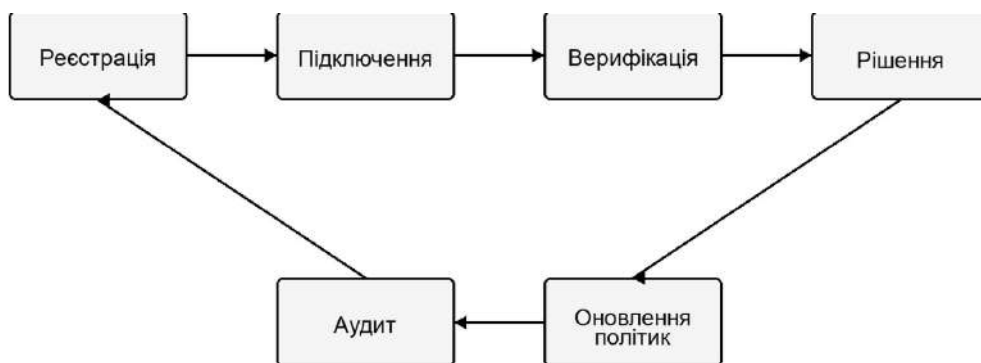 Реєстрація
Підключення
Верифікація
Рішення
Аудит
Оновлення
політик